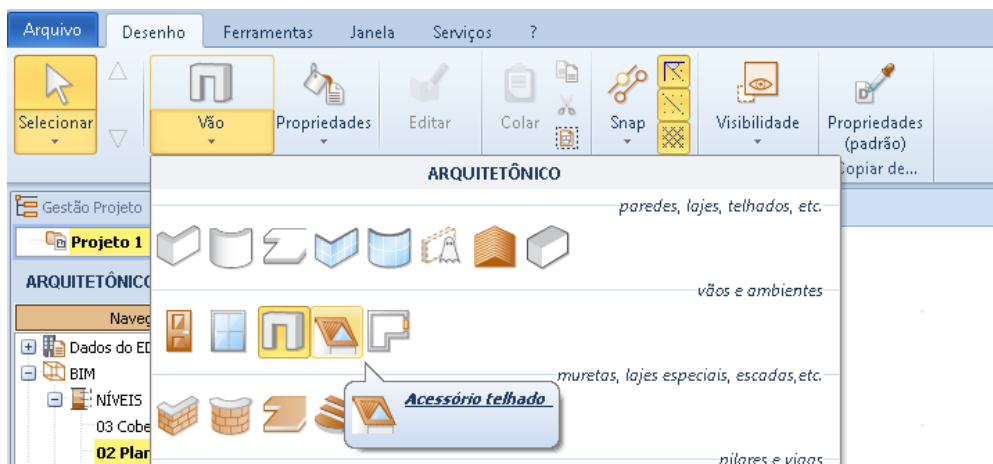 Arquivo Desenho Ferramentas Janela Serviços ?
Selecionar Vão Propriedades Editar Colar Snap Visibilidade Propriedades
(padrão)
Copiar de...
ARQUITETÔNICO
Gestão Projeto
paredes, lajes, telhados, etc.
Projeto 1
ARQUITETÔNICO
vãos e ambientes
Naveg
Dados do ED
BIM
muretas, lajes especiais, escadas,etc.
NÍVEIS
Acessório telhado
03 Cobe
02 Plan
pilares e vigas